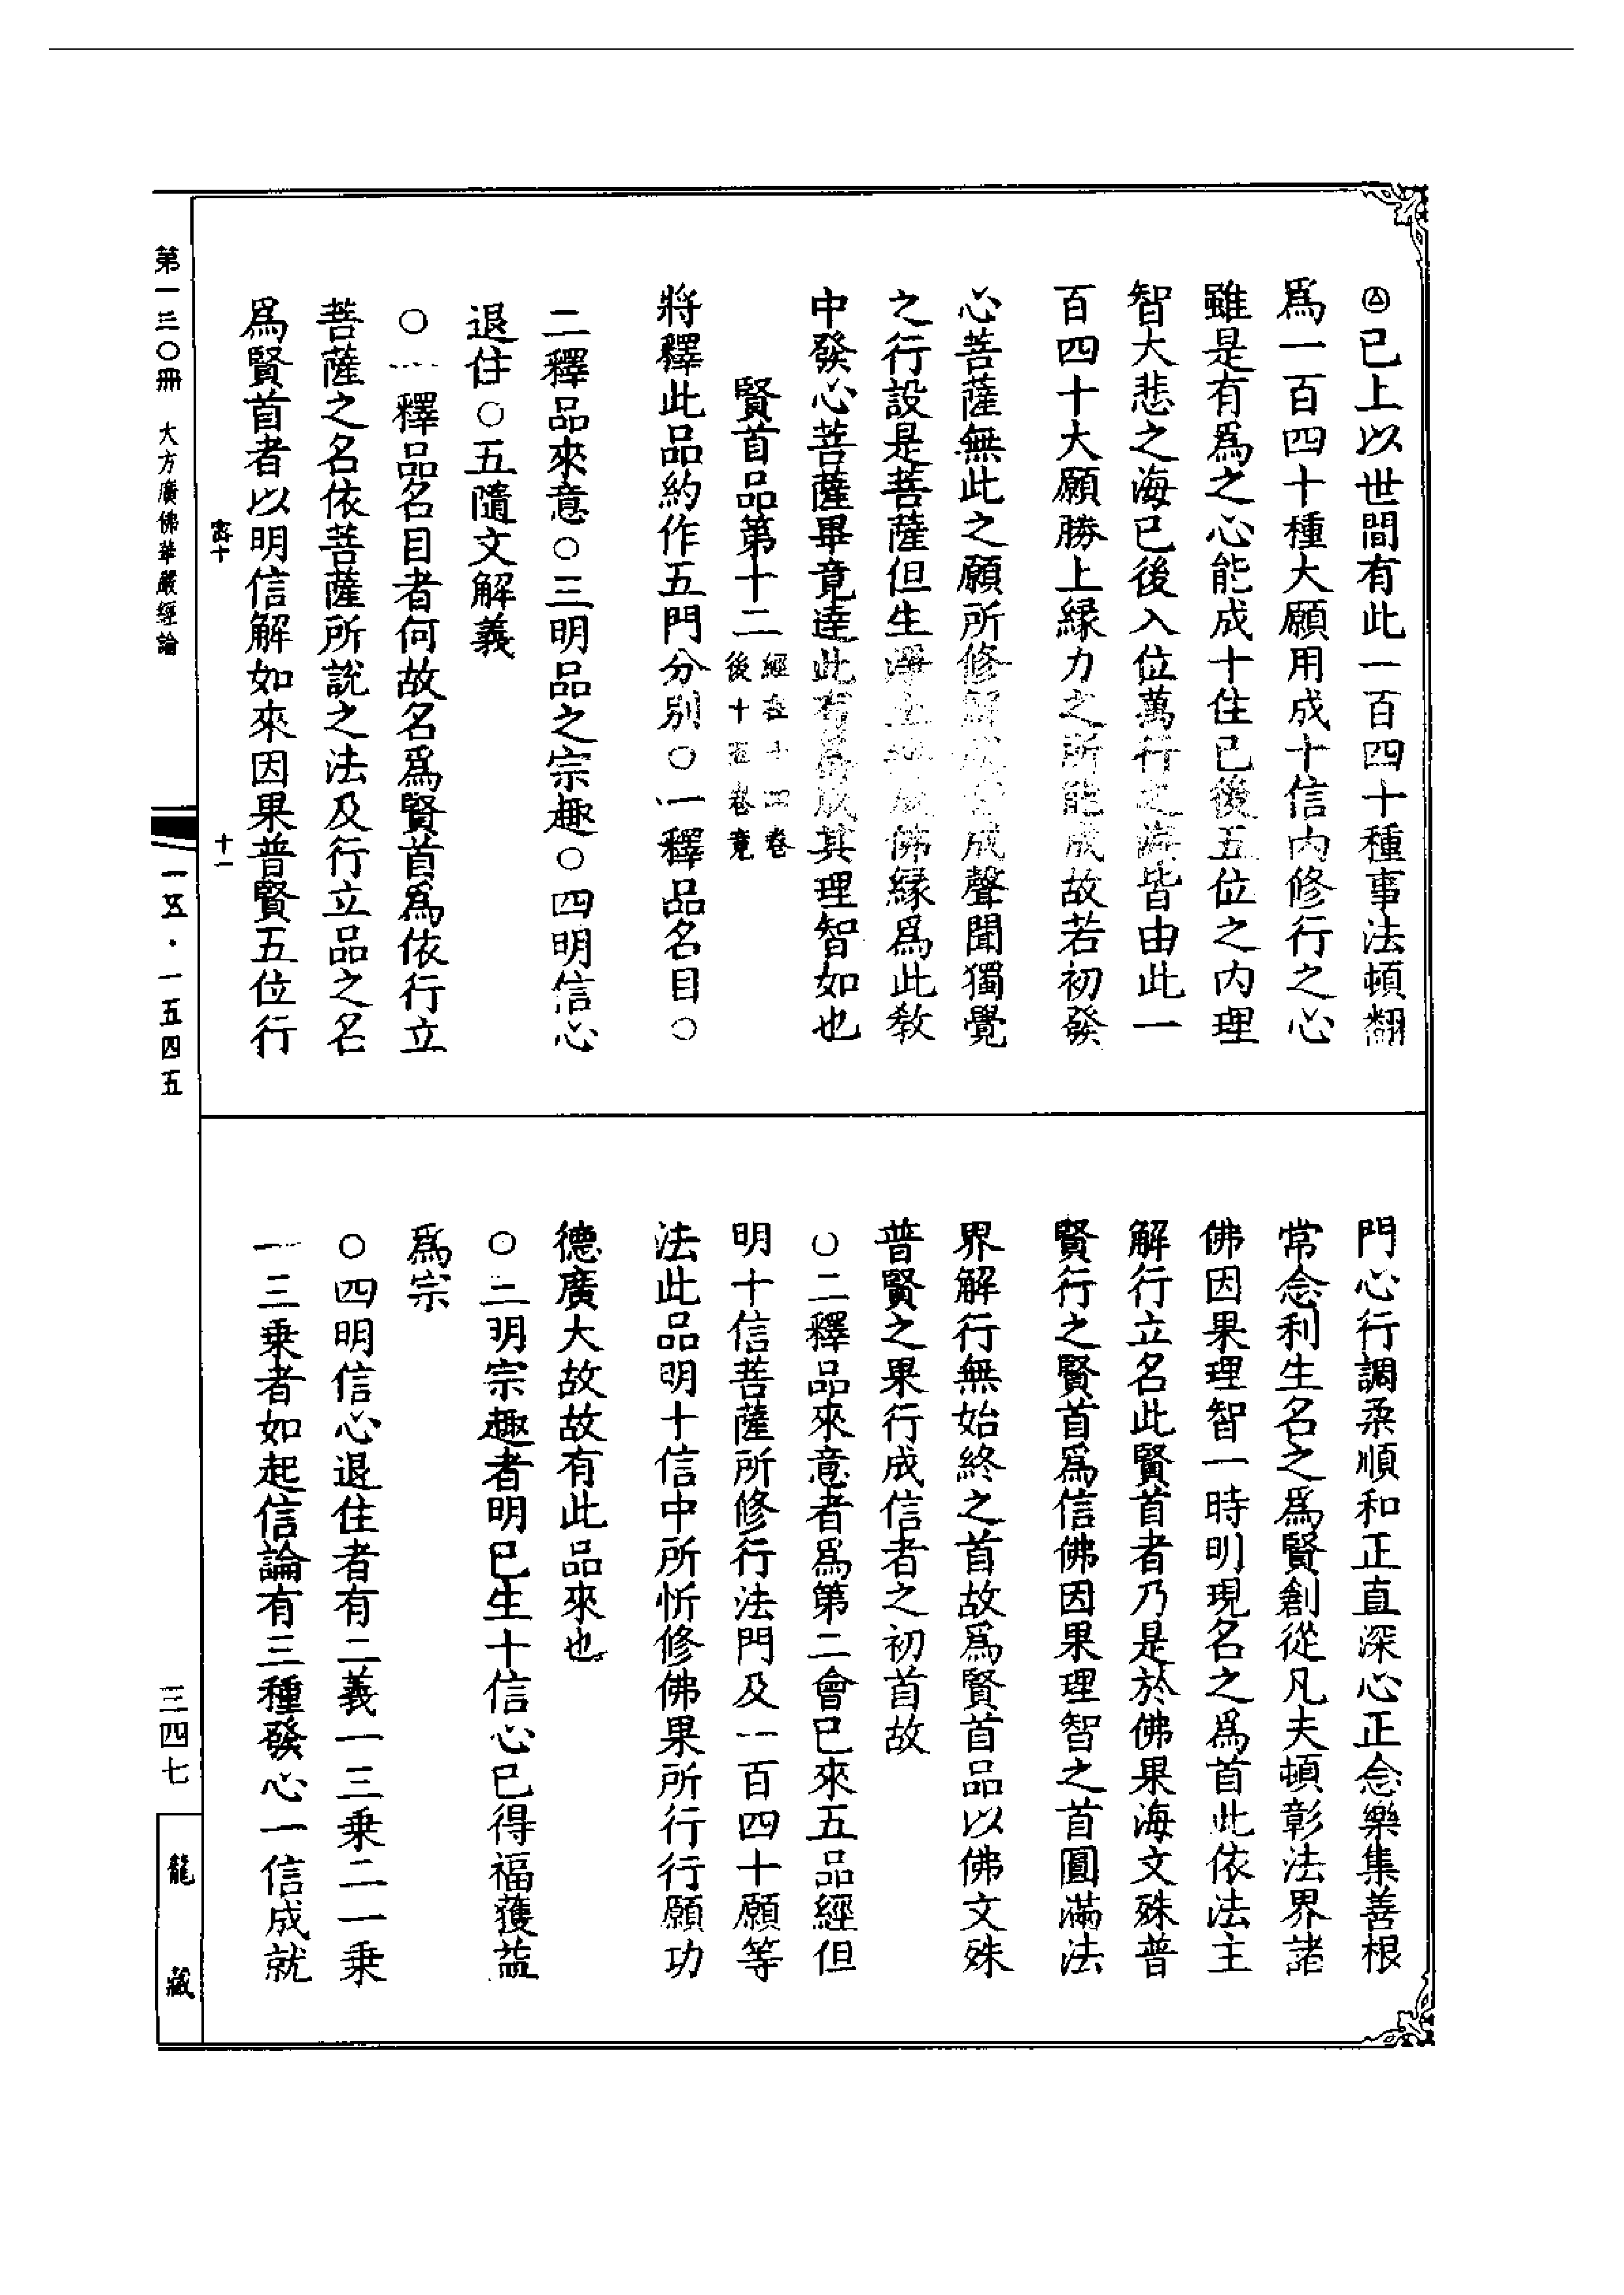 ㊁已上以世間有此一百四十種事法頓翻
爲一百四十種大願用成十信內修行之心
雖是有爲之心能成十住已後五位之內理
智大悲之海已後入位萬行之海皆由此一
百四十大願勝上緣力之所能成故若初發
心菩薩無此之願所修解成聲聞獨覺
之行設是菩薩但生淨土成佛緣爲此教
中發心菩薩畢竟達此有爲成其理智如也
賢首品第十二
經在十四卷
後十五卷竟
將釋此品約作五門分別○一釋品名目○
二釋品來意○三明品之宗趣○四明信心
退住○五隨文解義
○一釋品名目者何故名爲賢首爲依行立
菩薩之名依菩薩所說之法及行立品之名
爲賢首者以明信解如來因果普賢五位行
門心行調柔順和正直深心正念樂集善根
常念利生名之爲賢創從凡夫頓彰法界諸
佛因果理智一時明現名之爲首此依法主
解行立名此賢首者乃是於佛果海文殊普
賢行之賢首爲信佛因果理智之首圓滿法
界解行無始終之首故爲賢首品以佛文殊
普賢之果行成信者之初首故
○二釋品來意者爲第二會已來五品經但
明十信菩薩所修行法門及一百四十願等
法此品明十信中所忻修佛果所行行願功
德廣大故故有此品來也
○三明宗趣者明已生十信心已得福獲益
爲宗
○四明信心退住者有二義一三乘二一乘
一三乘者如起信論有三種發心一信成就
第一三〇冊 大方廣佛華嚴經論
十一
一五·一五四五
三四七
龍藏